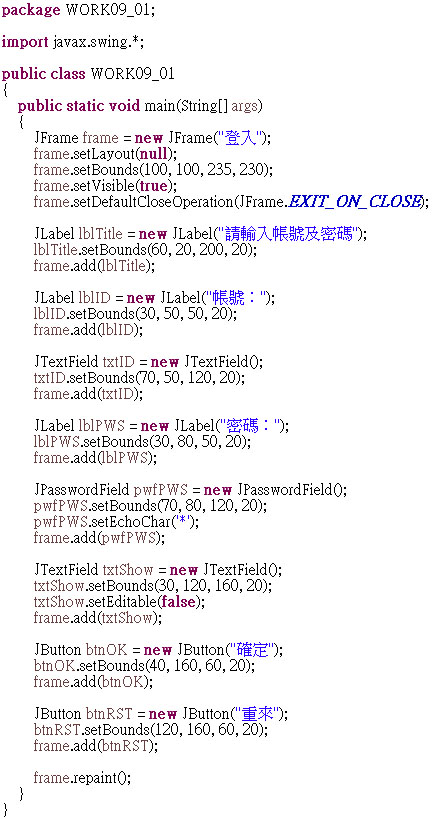 package WORK09_01;
import javax.swing.*;
public class WORK09_01
{
public static void main(String[] args)
{
JFrame frame = new JFrame("登入");
frame.setLayout(null);
frame.setBounds(100, 100, 235, 230);
frame.setVisible(true);
frame.setDefaultCloseOperation(JFrame.EXIT_ON_CLOSE);
JLabel lblTitle = new JLabel("請輸入帳號及密碼");
lblTitle.setBounds(60, 20, 200, 20);
frame.add(lblTitle);
JLabel lblID = new JLabel("帳號：");
lblID.setBounds(30, 50, 50, 20);
frame.add(lblID);
JTextField txtID = new JTextField();
txtID.setBounds(70, 50, 120, 20);
frame.add(txtID);
JLabel lblPWS = new JLabel("密碼：");
lblPWS.setBounds(30, 80, 50, 20);
frame.add(lblPWS);
JPasswordField pwfPWS = new JPasswordField();
pwfPWS.setBounds(70, 80, 120, 20);
pwfPWS.setEchoChar('*');
frame.add(pwfPWS);
JTextField txtShow = new JTextField();
txtShow.setBounds(30, 120, 160, 20);
txtShow.setEditable(false);
frame.add(txtShow);
JButton btnOK = new JButton("確定");
btnOK.setBounds(40, 160, 60, 20);
frame.add(btnOK);
JButton btnRST = new JButton("重來");
btnRST.setBounds(120, 160, 60, 20);
frame.add(btnRST);
frame.repaint();
}
}